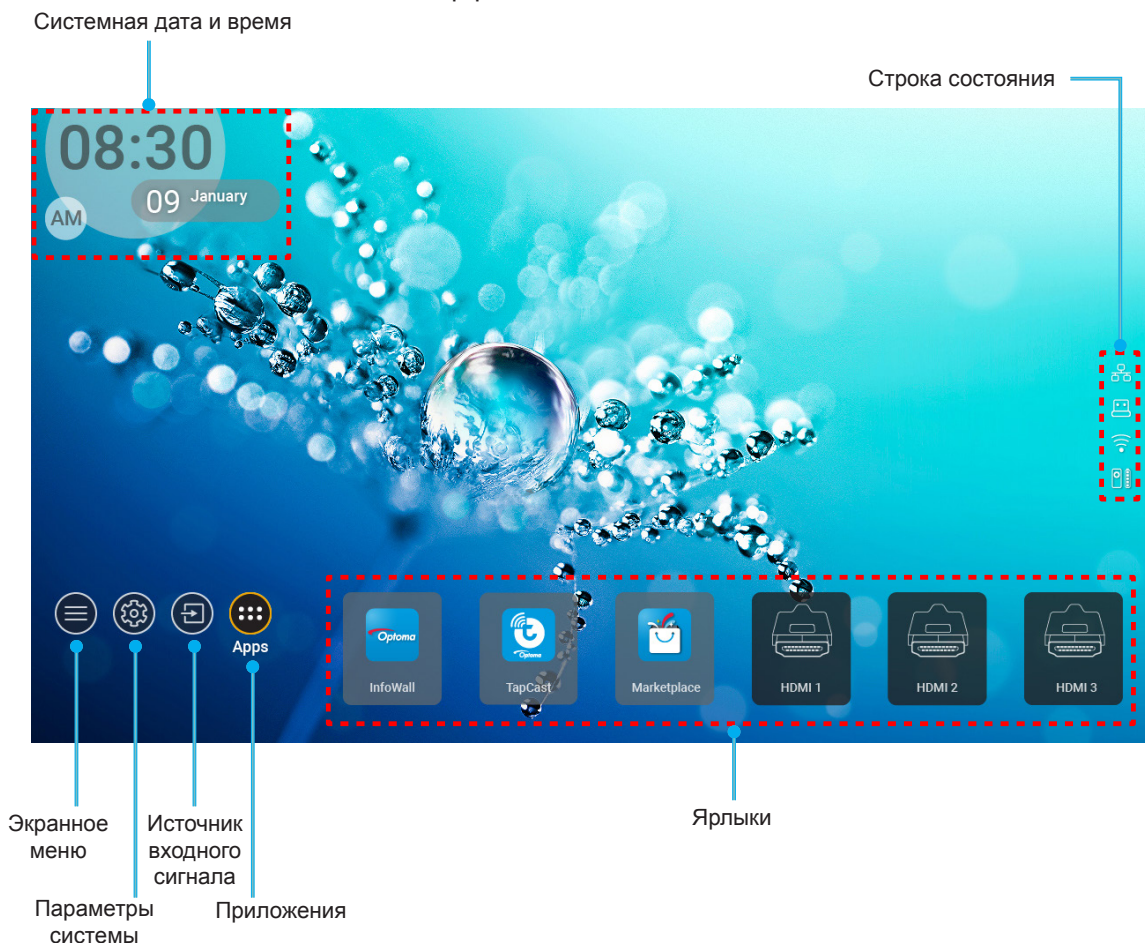 Системная дата и время
Строка состояния
08:30
09 January
AM
Apps
Optoma
Optoma
InfoWall
TapCast
Marketplace
HDMI 1
HDMI 2
HDMI 3
Ярлыки
Экранное
меню
Источник
входного
сигнала
Параметры
системы
Приложения